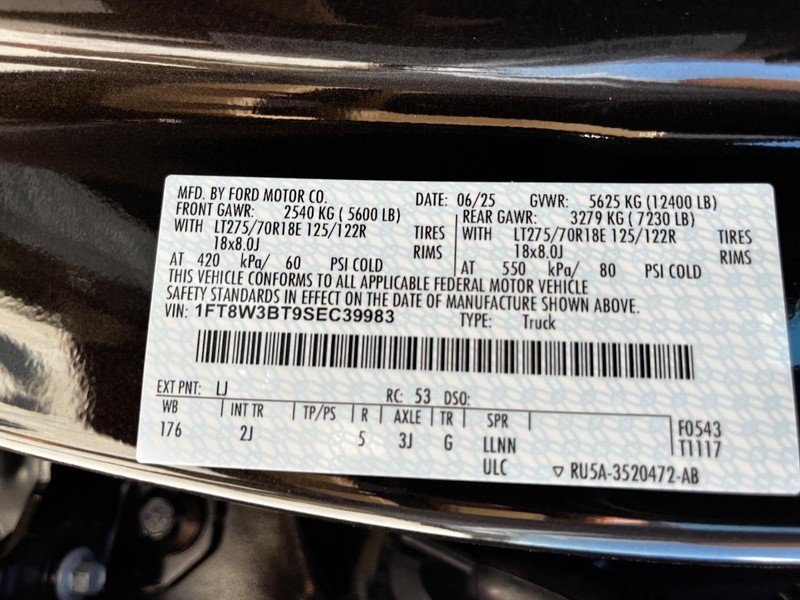 MFD. BY FORD MOTOR CO. DATE: 06/25 GVWR: 5625 KG (12400 LB)
FRONT GAWR: 2540 KG ( 5600 LB) REAR GAWR: 3279 KG ( 7230 LB)
WITH LT275/70R18E 125/122R TIRES WITH LT275/70R18E 125/122R TIRES
18x8.0J RIMS 18x8.0J RIMS
AT 420 kPa/ 60 PSI COLD AT 550 kPa/ 80 PSI COLD
THIS VEHICLE CONFORMS TO ALL APPLICABLE FEDERAL MOTOR VEHICLE
SAFETY STANDARDS IN EFFECT ON THE DATE OF MANUFACTURE SHOWN ABOVE.
VIN: 1FT8W3BT9SEC39983 TYPE: Truck
EXT PNT: LJ RC: 53 DSO:
WB INT TR TP/PS R AXLE TR SPR F0543
176 2J 5 3J G LLNN T1117
ULC RU5A-3520472-AB